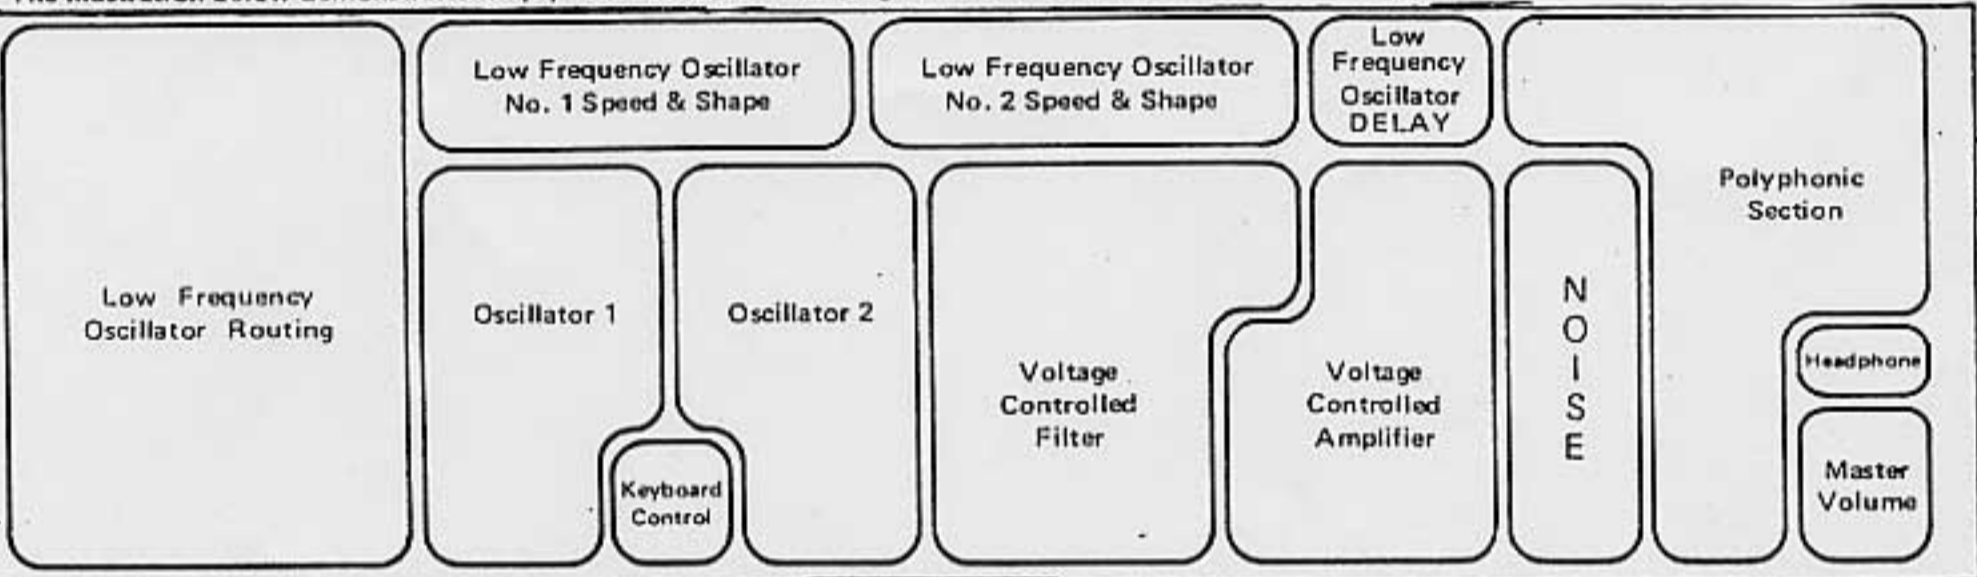 Low Frequency
Oscillator Routing
Low Frequency Oscillator
No. 1 Speed & Shape
Low Frequency Oscillator
No. 2 Speed & Shape
Low
Frequency
Oscillator
DELAY
Polyphonic
Section
Oscillator 1
Oscillator 2
Keyboard
Control
Voltage
Controlled
Filter
Voltage
Controlled
Amplifier
N
O
I
S
E
Headphone
Master
Volume